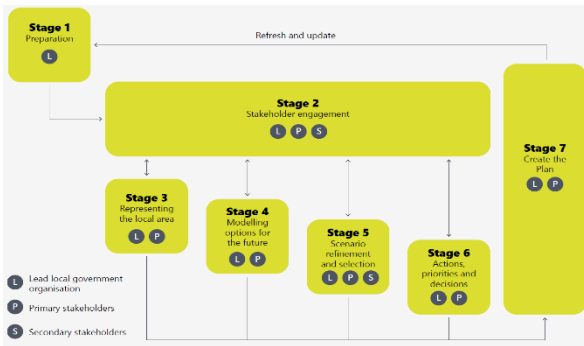 Stage 1
Preparation
L
Refresh and update
Stage 2
Stakeholder engagement
L P S
Stage 3
Representing
the local area
L P
Stage 4
Modelling
options for
the future
L P
Stage 5
Scenario
refinement
and selection
L P S
Stage 6
Actions,
priorities and
decisions
L P
Stage 7
Create the
Plan
L P
L Lead local government
organisation
P Primary stakeholders
S Secondary stakeholders